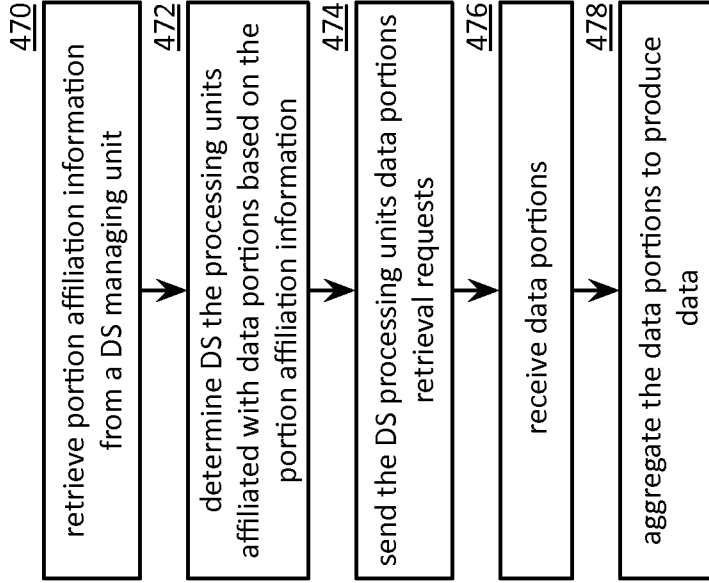 470
retrieve portion affiliation information
from a DS managing unit
472
determine DS the processing units
affiliated with data portions based on the
portion affiliation information
474
send the DS processing units data portions
retrieval requests
476
receive data portions
478
aggregate the data portions to produce
data